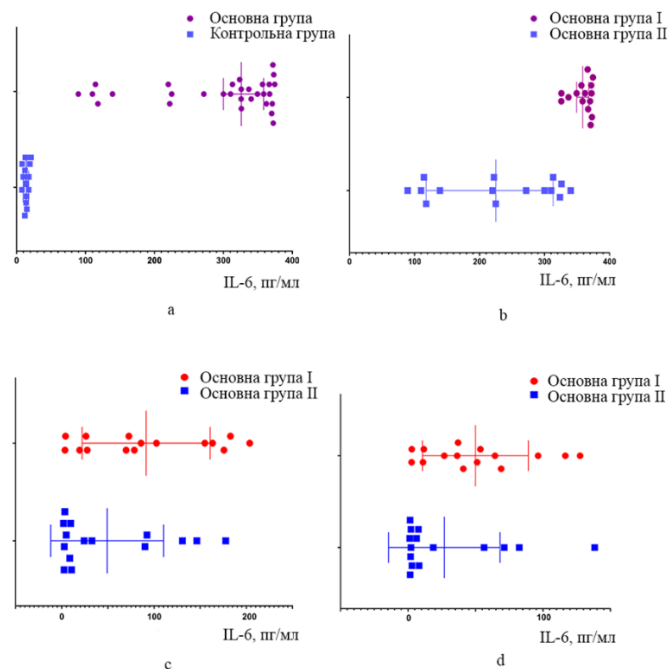 Основна група
Контрольна група
0 100 200 300 400
IL-6, пг/мл
a
Основна група I
Основна група II
0 100 200 300 400
IL-6, пг/мл
b
Основна група I
Основна група II
0 100 200
IL-6, пг/мл
c
Основна група I
Основна група II
0 100
IL-6, пг/мл
d